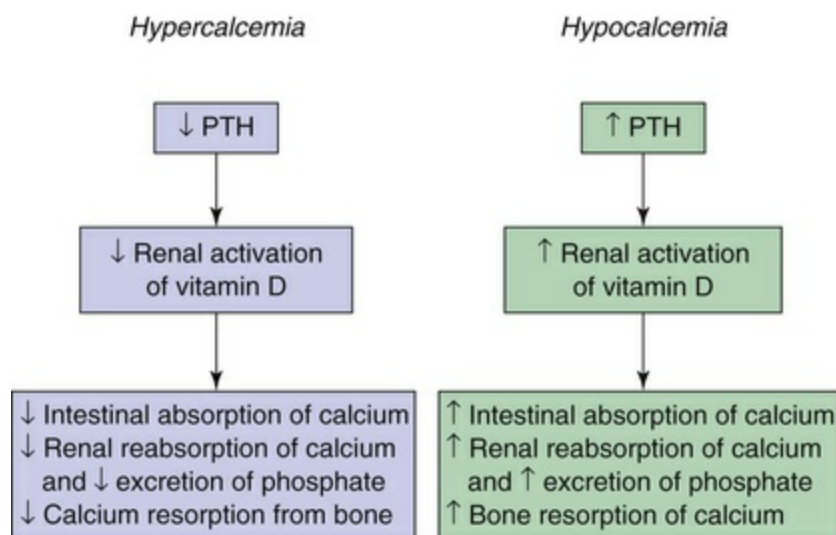 Hypercalcemia
↓ PTH
↓ Renal activation
of vitamin D
↓ Intestinal absorption of calcium
↓ Renal reabsorption of calcium
and ↓ excretion of phosphate
↓ Calcium resorption from bone
Hypocalcemia
↑ PTH
↑ Renal activation
of vitamin D
↑ Intestinal absorption of calcium
↑ Renal reabsorption of calcium
and ↑ excretion of phosphate
↑ Bone resorption of calcium